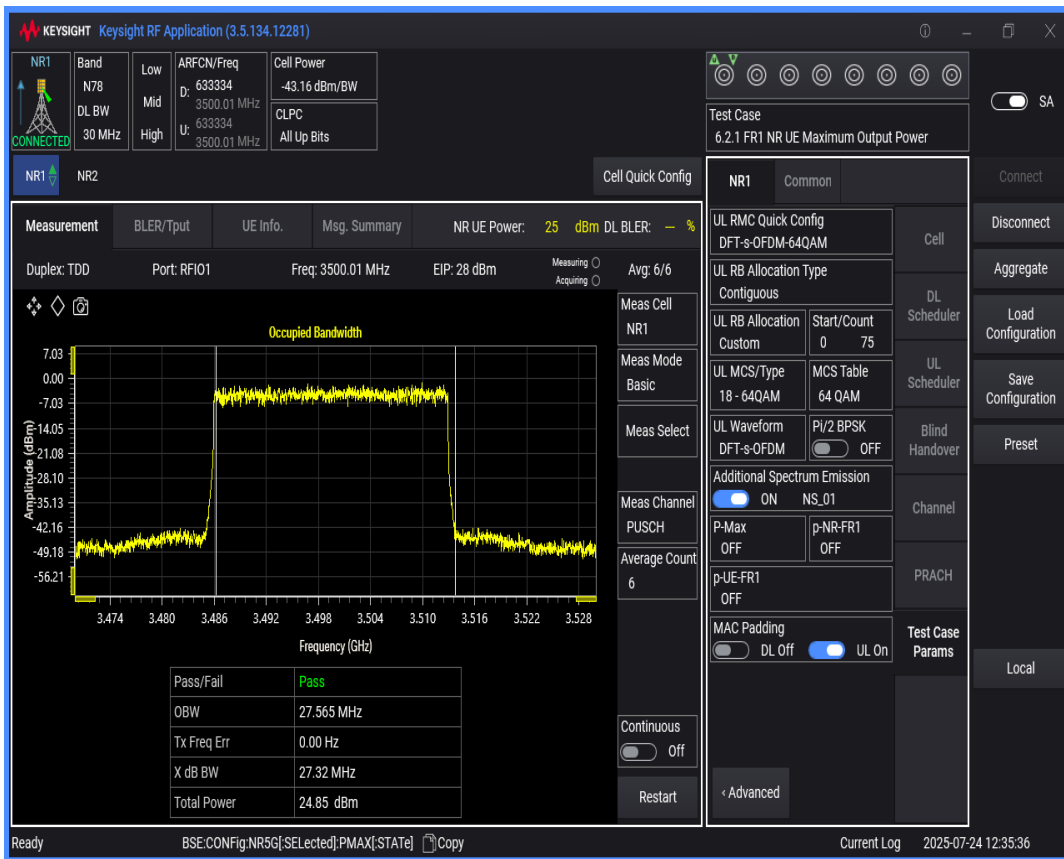 KEYSIGHT Keysight RF Application (3.5.134.12281)
NR1
CONNECTED
Band
N78
DL BW
30 MHz
Low
Mid
High
ARFCN/Freq
D: 633334
3500.01 MHz
U: 633334
3500.01 MHz
Cell Power
-43.16 dBm/BW
CLPC
All Up Bits
Test Case
6.2.1 FR1 NR UE Maximum Output Power
SA
NR1 NR2
Cell Quick Config
Measurement BLER/Tput UE Info. Msg. Summary NR UE Power: 25 dBm DL BLER: -- %
Duplex: TDD Port: RFIO1 Freq: 3500.01 MHz EIP: 28 dBm Measuring Avg: 6/6
Acquiring
Occupied Bandwidth
7.03
0.00
-7.03
-14.05
-21.08
-28.10
-35.13
-42.16
-49.18
-56.21
Amplitude (dBm)
3.474 3.480 3.486 3.492 3.498 3.504 3.510 3.516 3.522 3.528
Frequency (GHz)
Pass/Fail Pass
OBW 27.565 MHz
Tx Freq Err 0.00 Hz
X dB BW 27.32 MHz
Total Power 24.85 dBm
Meas Cell
NR1
Meas Mode
Basic
Meas Select
Meas Channel
PUSCH
Average Count
6
Continuous
Off
Restart
NR1 Common
UL RMC Quick Config
DFT-s-OFDM-64QAM
UL RB Allocation Type
Contiguous
UL RB Allocation Start/Count
Custom 0 75
UL MCS/Type MCS Table
18 - 64QAM 64 QAM
UL Waveform Pi/2 BPSK
DFT-s-OFDM OFF
Additional Spectrum Emission
ON NS_01
P-Max p-NR-FR1
OFF OFF
p-UE-FR1
OFF
MAC Padding
DL Off UL On
‹ Advanced
Cell
DL
Scheduler
UL
Scheduler
Blind
Handover
Channel
PRACH
Test Case
Params
Connect
Disconnect
Aggregate
Load
Configuration
Save
Configuration
Preset
Local
Ready BSE:CONFig:NR5G[:SELected]:PMAX[:STATe] Copy Current Log 2025-07-24 12:35:36